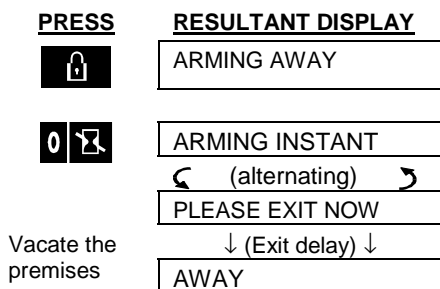 PRESS RESULTANT DISPLAY
ARMING AWAY
0 ARMING INSTANT
(alternating)
PLEASE EXIT NOW
Vacate the
premises
↓ (Exit delay) ↓
AWAY